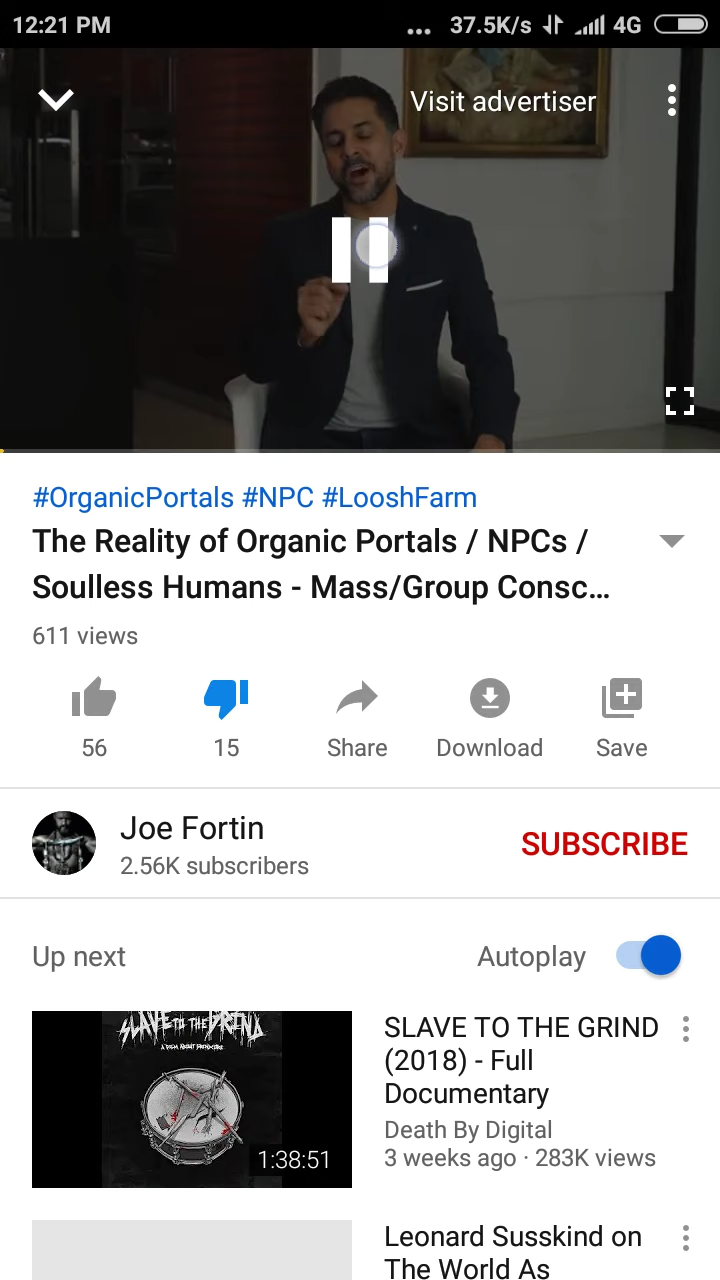 12:21 PM ... 37.5K/s 4G
Visit advertiser
#OrganicPortals #NPC #LooshFarm
The Reality of Organic Portals / NPCs /
Soulless Humans - Mass/Group Consc...
611 views
56 15 Share Download Save
Joe Fortin
2.56K subscribers
SUBSCRIBE
Up next Autoplay
SLAVE TO THE GRIND
A FILM ABOUT GRINDCORE
1:38:51
SLAVE TO THE GRIND
(2018) - Full
Documentary
Death By Digital
3 weeks ago · 283K views
Leonard Susskind on
The World As